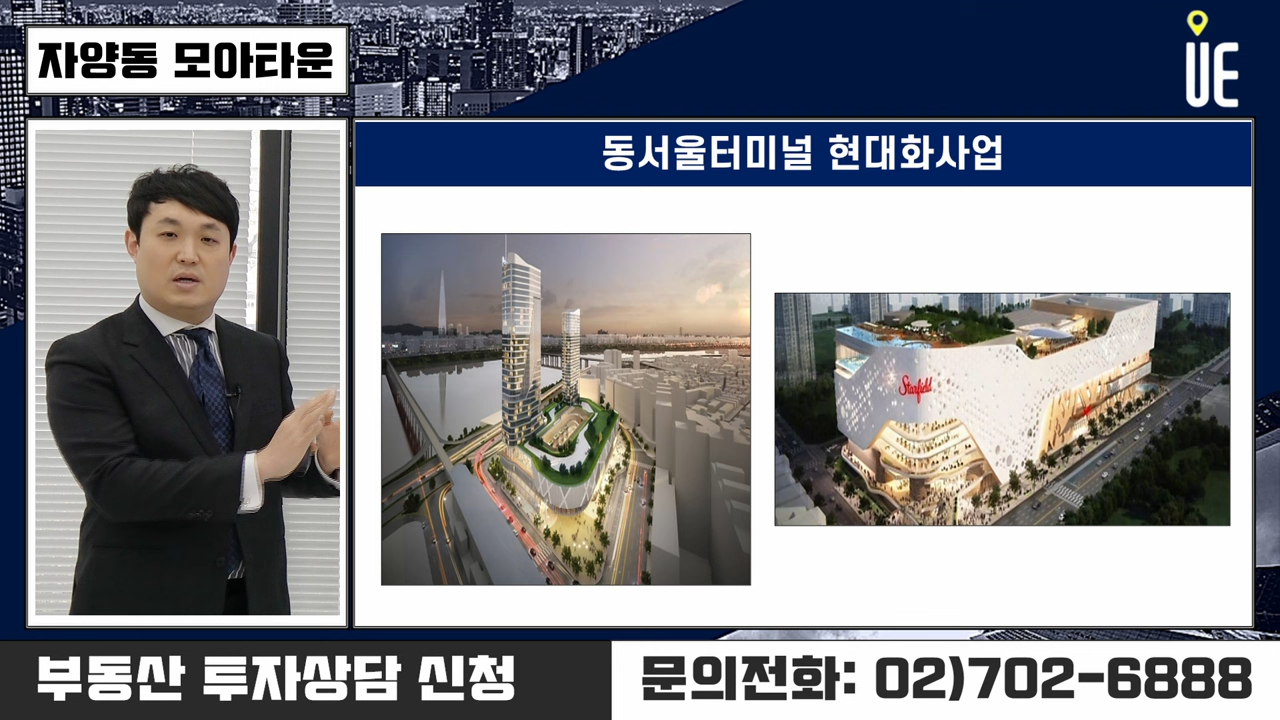 자양동 모아타운
UE
동서울터미널 현대화사업
Starfield
부동산 투자상담 신청
문의전화: 02)702-6888